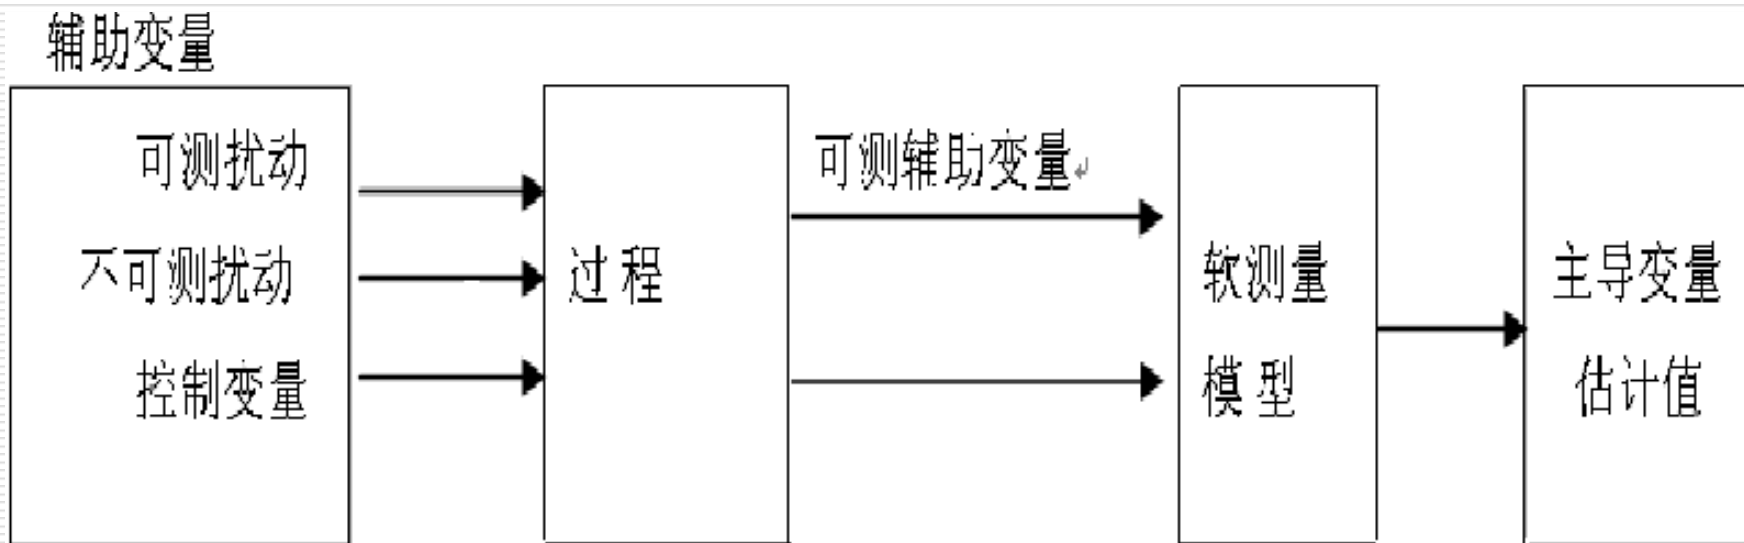 辅助变量
可测扰动
不可测扰动
控制变量
过程
可测辅助变量
软测量
模型
主导变量
估计值